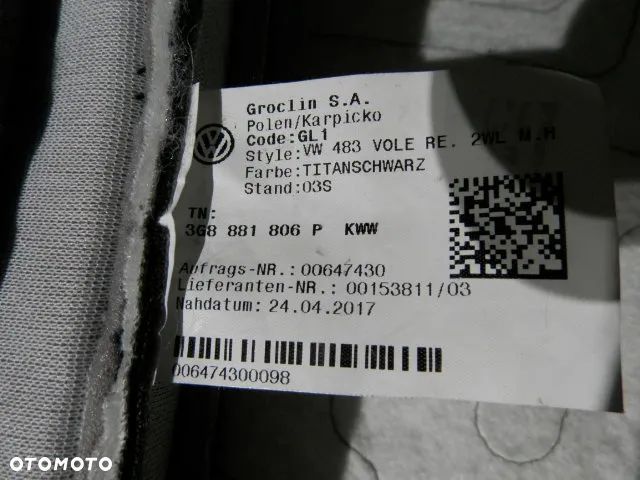 Groclin S.A.
Polen/Karpicko
Code:GL1
Style:VW 483 VOLE RE. 2WL M.H
Farbe:TITANSCHWARZ
Stand:03S
TN:
3G8 881 806 P KWW
Aufrags-NR.:00647430
Lieferanten-NR.: 00153811/03
Nahdatum: 24.04.2017
006474300098
OTOMOTO